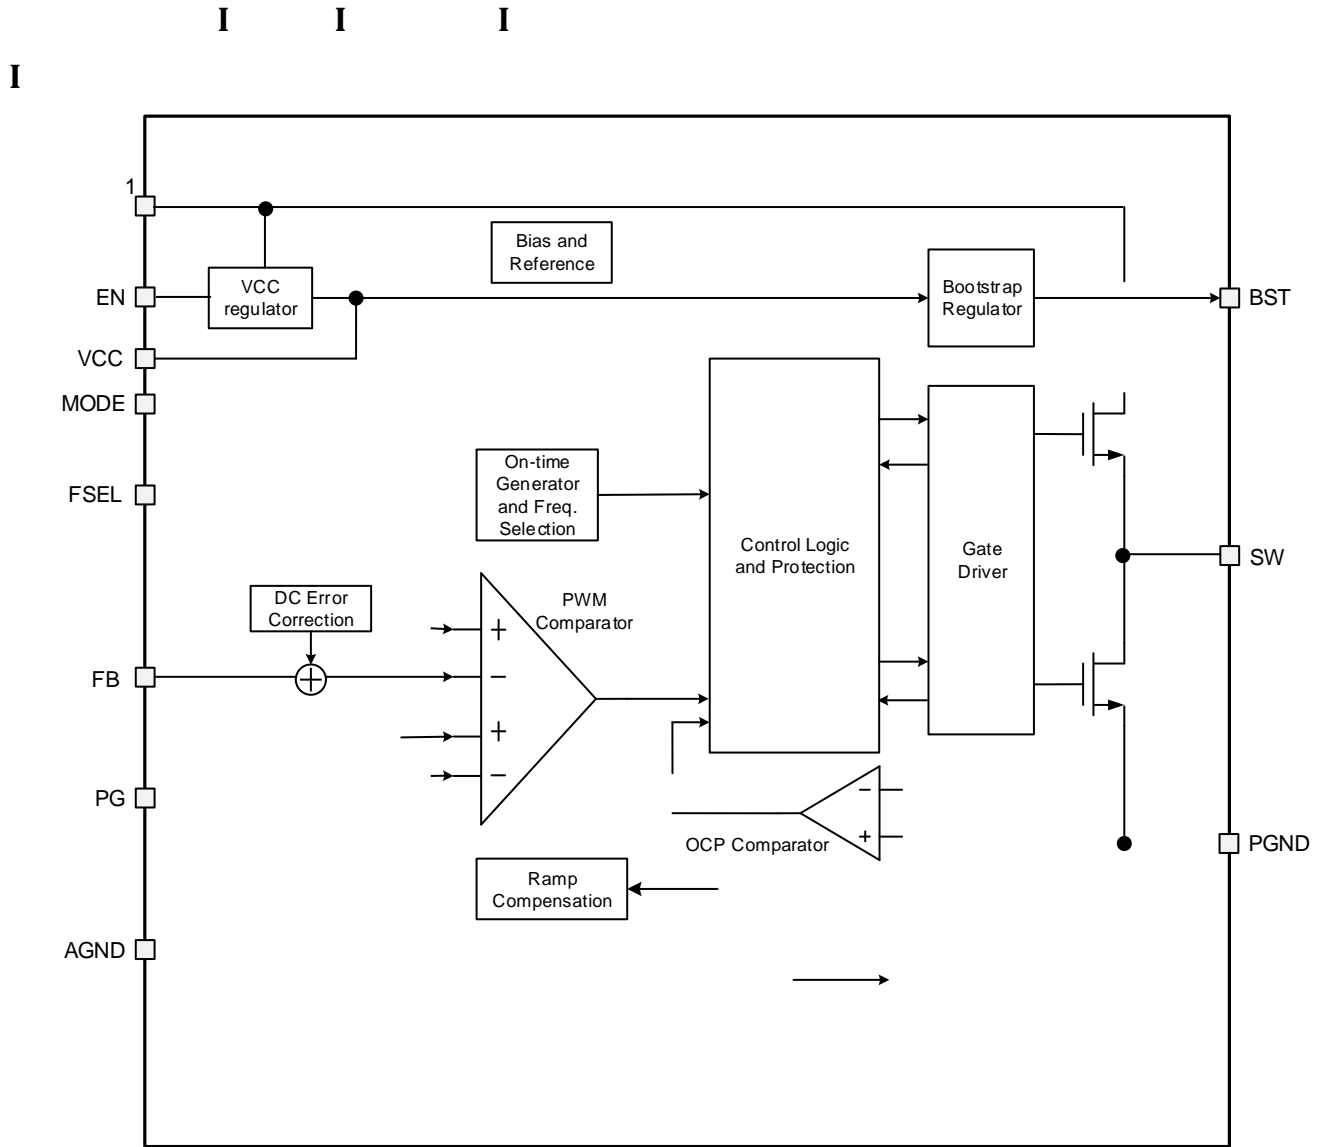 I I I
I
1
Bias and
Reference
EN
VCC
regulator
Bootstrap
Regulator
BST
VCC
MODE
On-time
Generator
and Freq.
Selection
FSEL
Control Logic
and Protection
Gate
Driver
SW
DC Error
Correction
PWM
Comparator
+
FB
−
+
−
PG
−
+
OCP Comparator
PGND
Ramp
Compensation
AGND